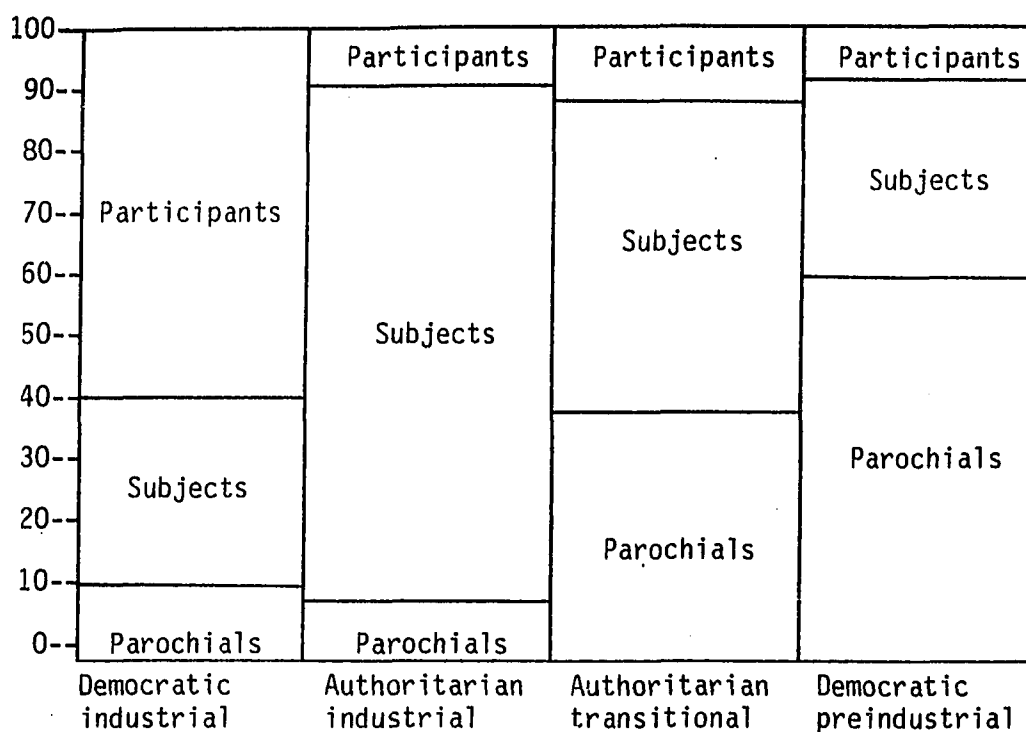 100--
90--
80--
70--
60--
50--
40--
30--
20--
10--
0--
Participants
Subjects
Parochials
Participants
Subjects
Parochials
Participants
Subjects
Parochials
Participants
Subjects
Parochials
Democratic
industrial
Authoritarian
industrial
Authoritarian
transitional
Democratic
preindustrial